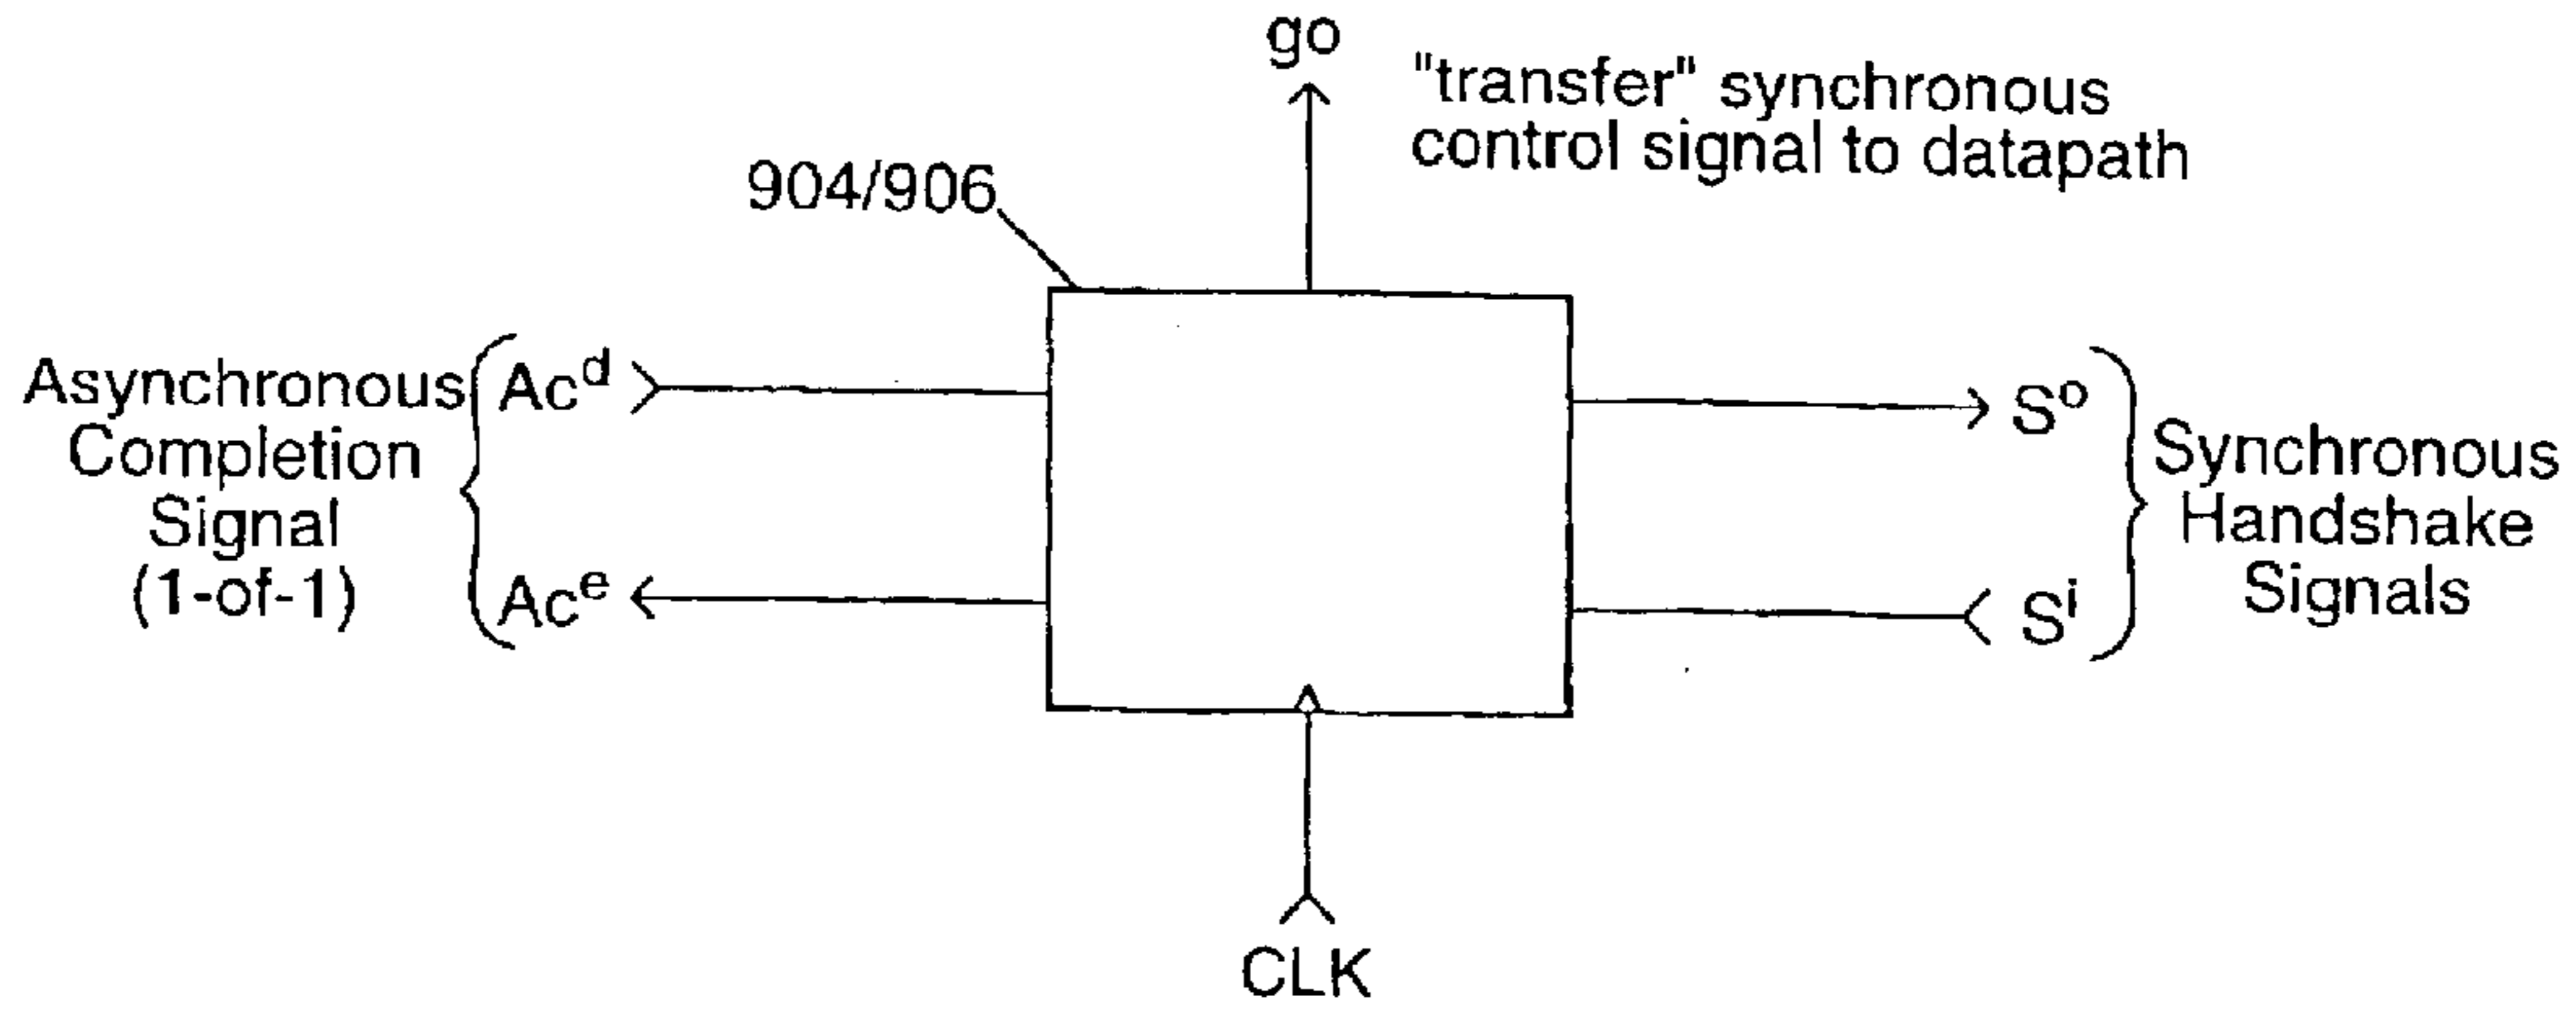 go
"transfer" synchronous
control signal to datapath
904/906
Asynchronous
Completion
Signal
(1-of-1)
Ac^d
Ac^e
S^o
S^i
Synchronous
Handshake
Signals
CLK